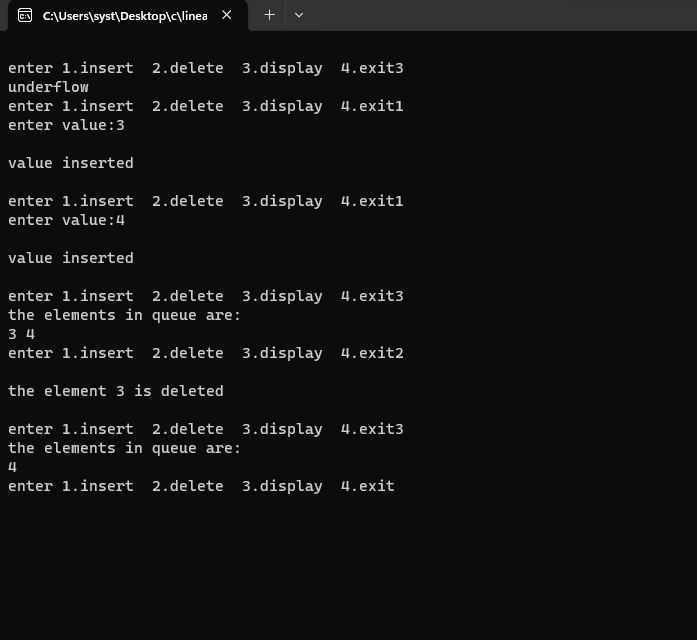 C:\Users\syst\Desktop\c\linea
enter 1.insert  2.delete  3.display  4.exit3
underflow
enter 1.insert  2.delete  3.display  4.exit1
enter value:3
value inserted
enter 1.insert  2.delete  3.display  4.exit1
enter value:4
value inserted
enter 1.insert  2.delete  3.display  4.exit3
the elements in queue are:
3 4
enter 1.insert  2.delete  3.display  4.exit2
the element 3 is deleted
enter 1.insert  2.delete  3.display  4.exit3
the elements in queue are:
4
enter 1.insert  2.delete  3.display  4.exit